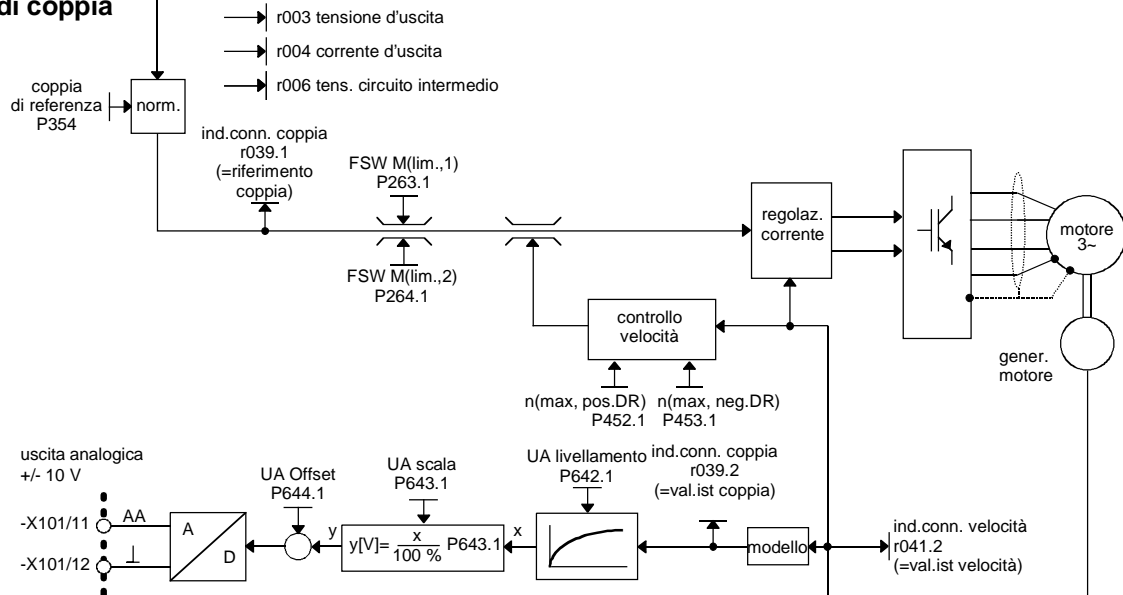 di coppia
r003 tensione d'uscita
r004 corrente d'uscita
r006 tens. circuito intermedio
coppia
di referenza
P354
norm.
ind.conn. coppia
r039.1
(=riferimento
coppia)
FSW M(lim.,1)
P263.1
FSW M(lim.,2)
P264.1
regolaz.
corrente
motore
3~
controllo
velocità
gener.
motore
n(max, pos.DR)
P452.1
n(max, neg.DR)
P453.1
uscita analogica
+/- 10 V
UA Offset
P644.1
UA scala
P643.1
UA livellamento
P642.1
ind.conn. coppia
r039.2
(=val.ist coppia)
-X101/11
AA
A
D
y
y[V]= x
100 % P643.1
x
modello
ind.conn. velocità
r041.2
(=val.ist velocità)
-X101/12
⊥